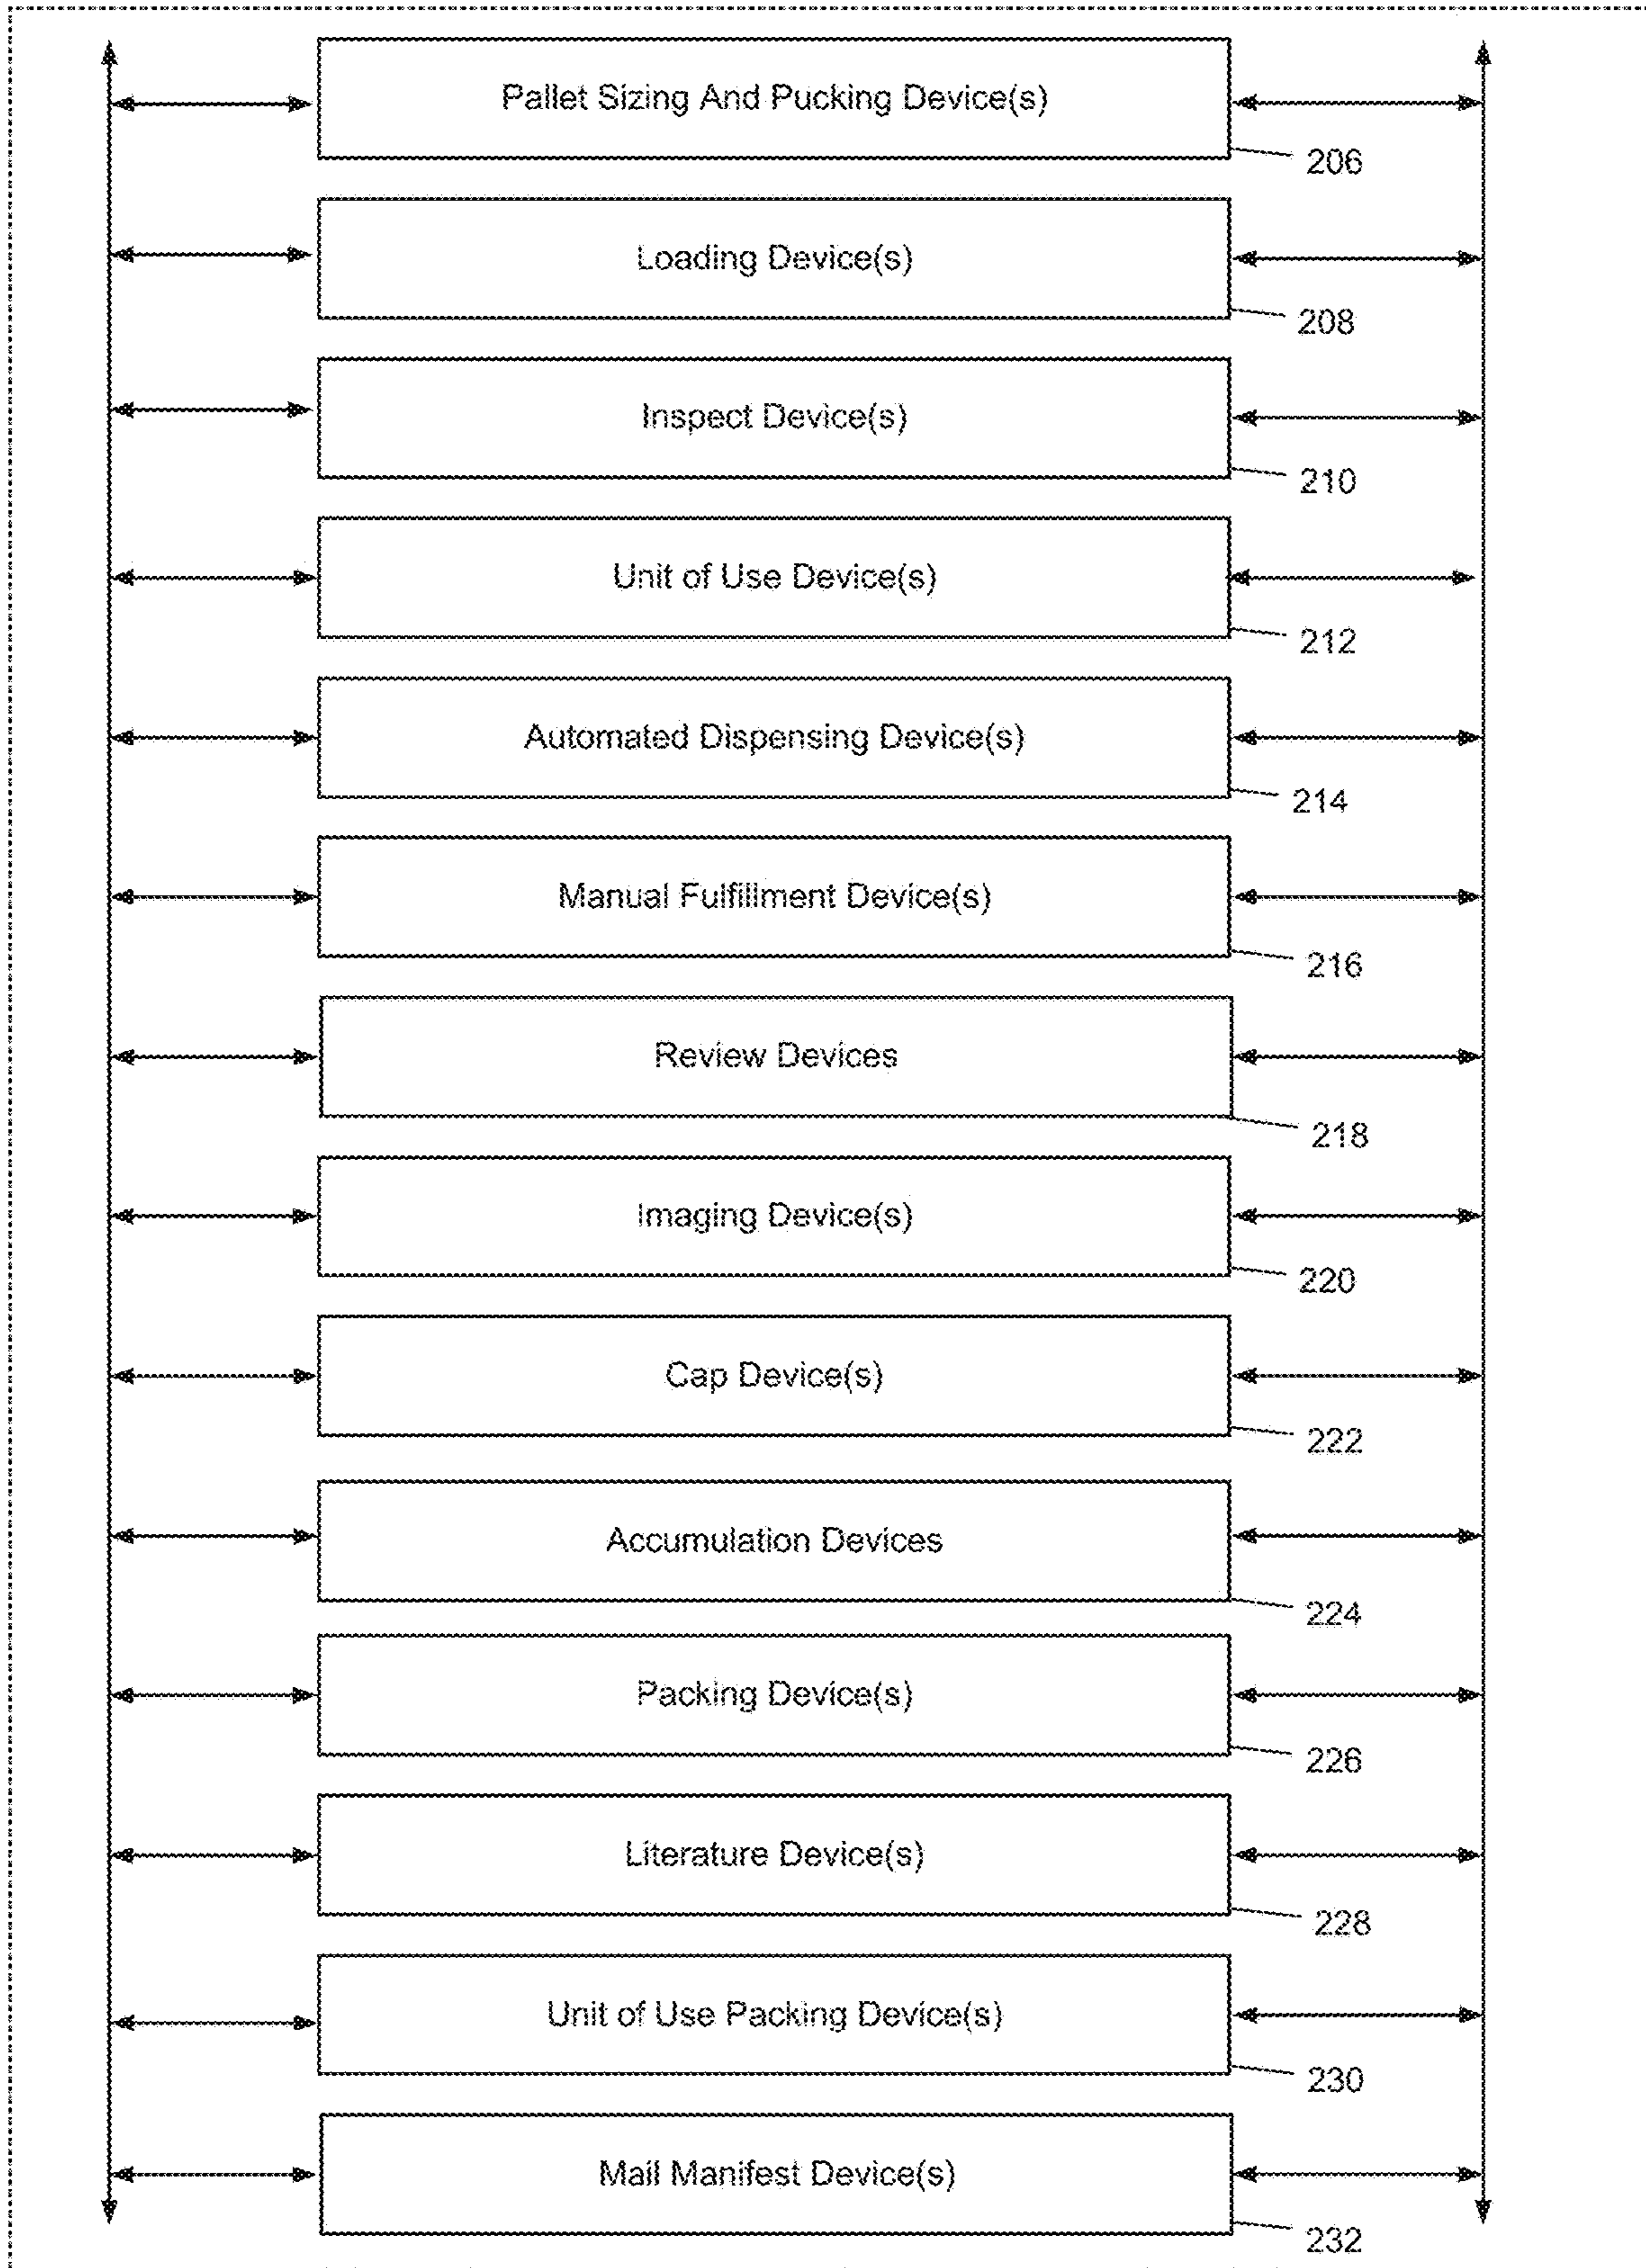 Pallet Sizing And Pucking Device(s)
206
Loading Device(s)
208
Inspect Device(s)
210
Unit of Use Device(s)
212
Automated Dispensing Device(s)
214
Manual Fulfillment Device(s)
216
Review Devices
218
Imaging Device(s)
220
Cap Device(s)
222
Accumulation Devices
224
Packing Device(s)
226
Literature Device(s)
228
Unit of Use Packing Device(s)
230
Mail Manifest Device(s)
232